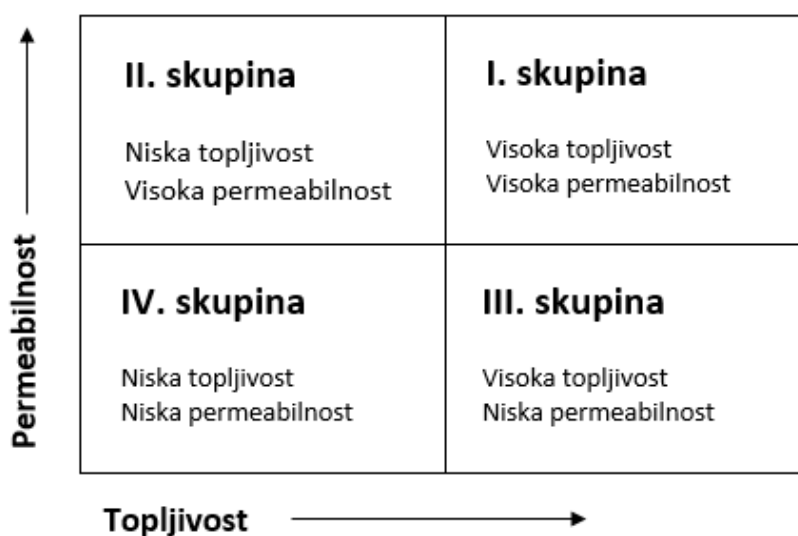 Permeabilnost
II. skupina
Niska topljivost
Visoka permeabilnost
I. skupina
Visoka topljivost
Visoka permeabilnost
IV. skupina
Niska topljivost
Niska permeabilnost
III. skupina
Visoka topljivost
Niska permeabilnost
Topljivost